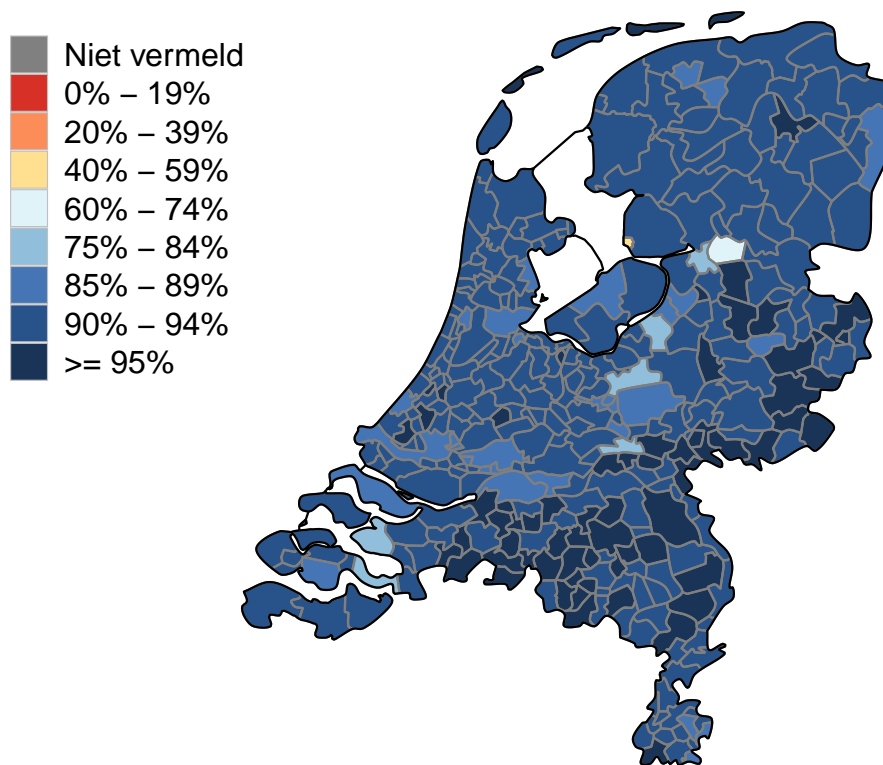 Niet vermeld
0% – 19%
20% – 39%
40% – 59%
60% – 74%
75% – 84%
85% – 89%
90% – 94%
>= 95%